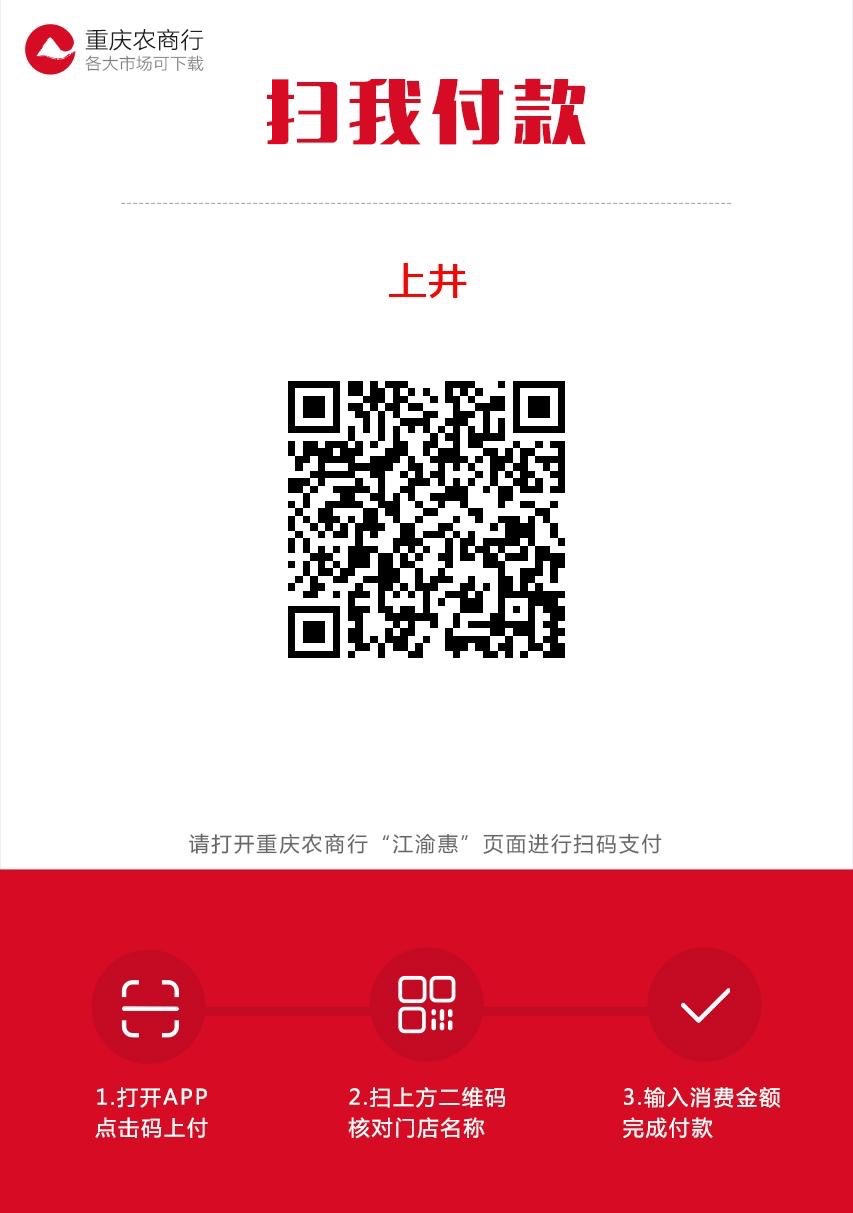 重庆农商行
各大市场可下载
扫我付款
上井
请打开重庆农商行“江渝惠”页面进行扫码支付
1.打开APP
点击码上付
2.扫上方二维码
核对门店名称
3.输入消费金额
完成付款